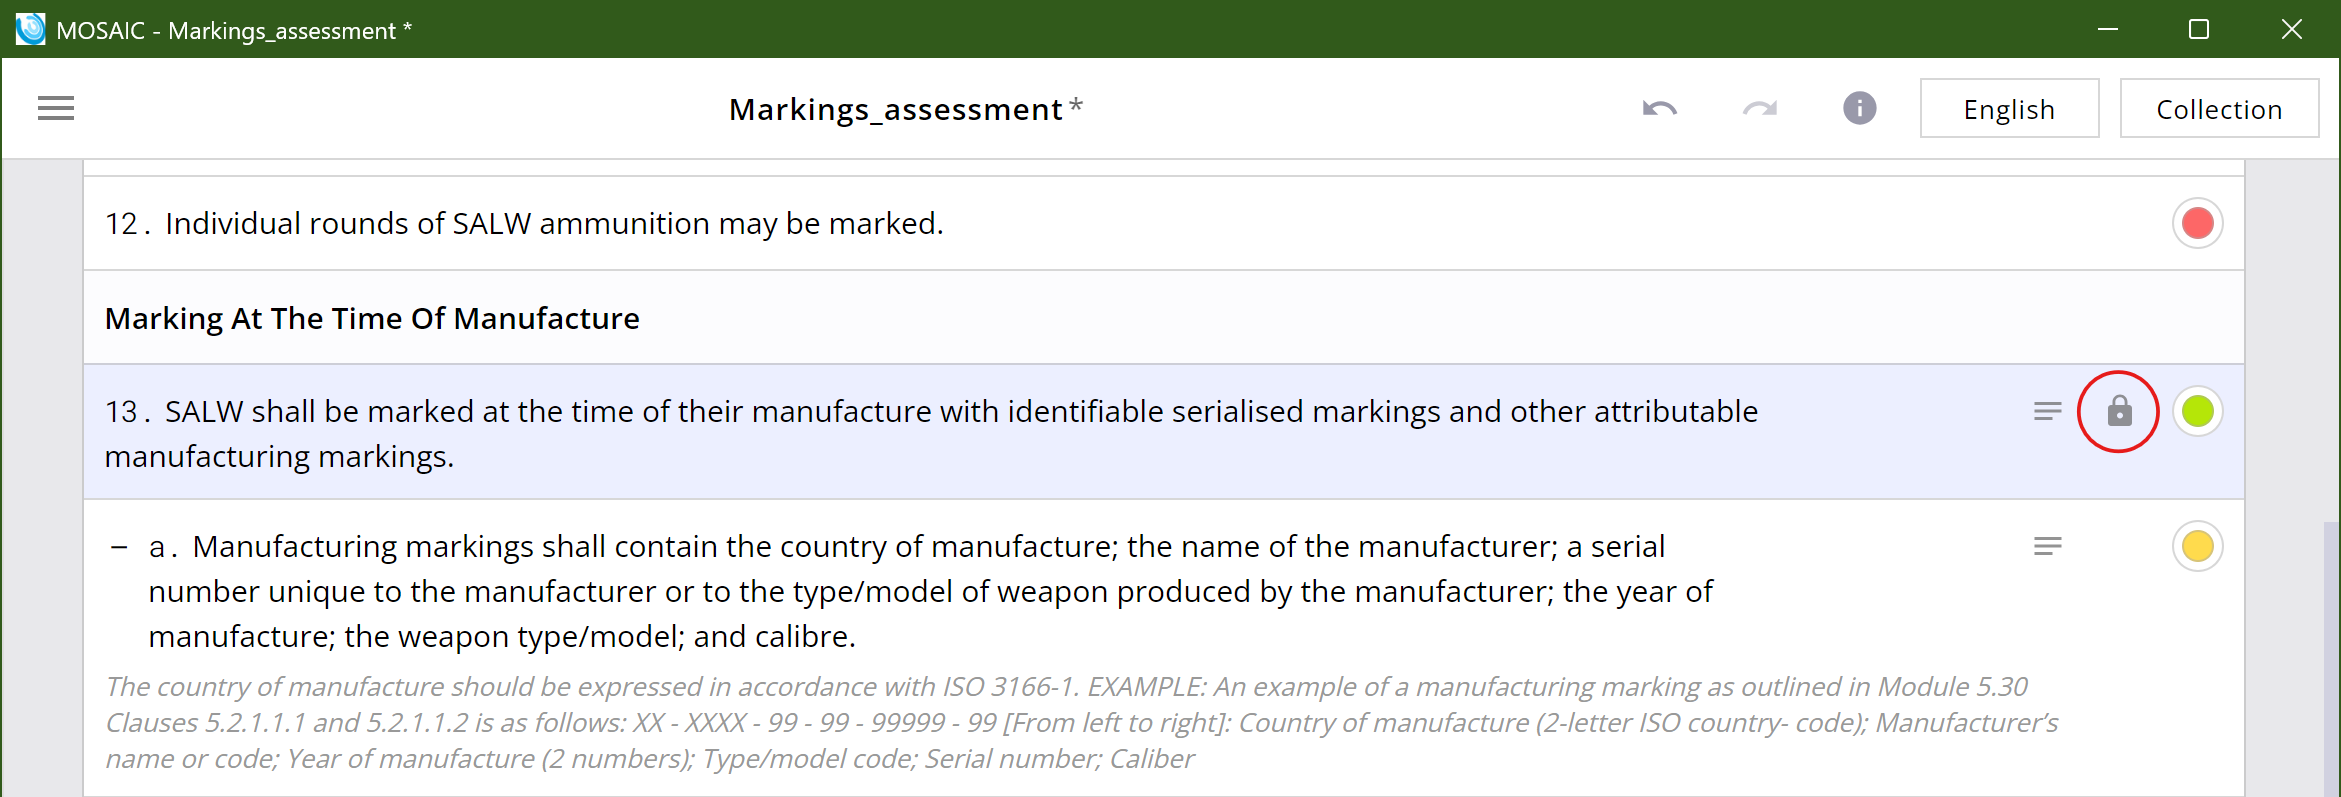 MOSAIC - Markings_assessment *
Markings_assessment *
English
Collection
12. Individual rounds of SALW ammunition may be marked.
Marking At The Time Of Manufacture
13. SALW shall be marked at the time of their manufacture with identifiable serialised markings and other attributable
manufacturing markings.
– a. Manufacturing markings shall contain the country of manufacture; the name of the manufacturer; a serial
number unique to the manufacturer or to the type/model of weapon produced by the manufacturer; the year of
manufacture; the weapon type/model; and calibre.
The country of manufacture should be expressed in accordance with ISO 3166-1. EXAMPLE: An example of a manufacturing marking as outlined in Module 5.30
Clauses 5.2.1.1.1 and 5.2.1.1.2 is as follows: XX - XXXX - 99 - 99 - 99999 - 99 [From left to right]: Country of manufacture (2-letter ISO country- code); Manufacturer’s
name or code; Year of manufacture (2 numbers); Type/model code; Serial number; Caliber